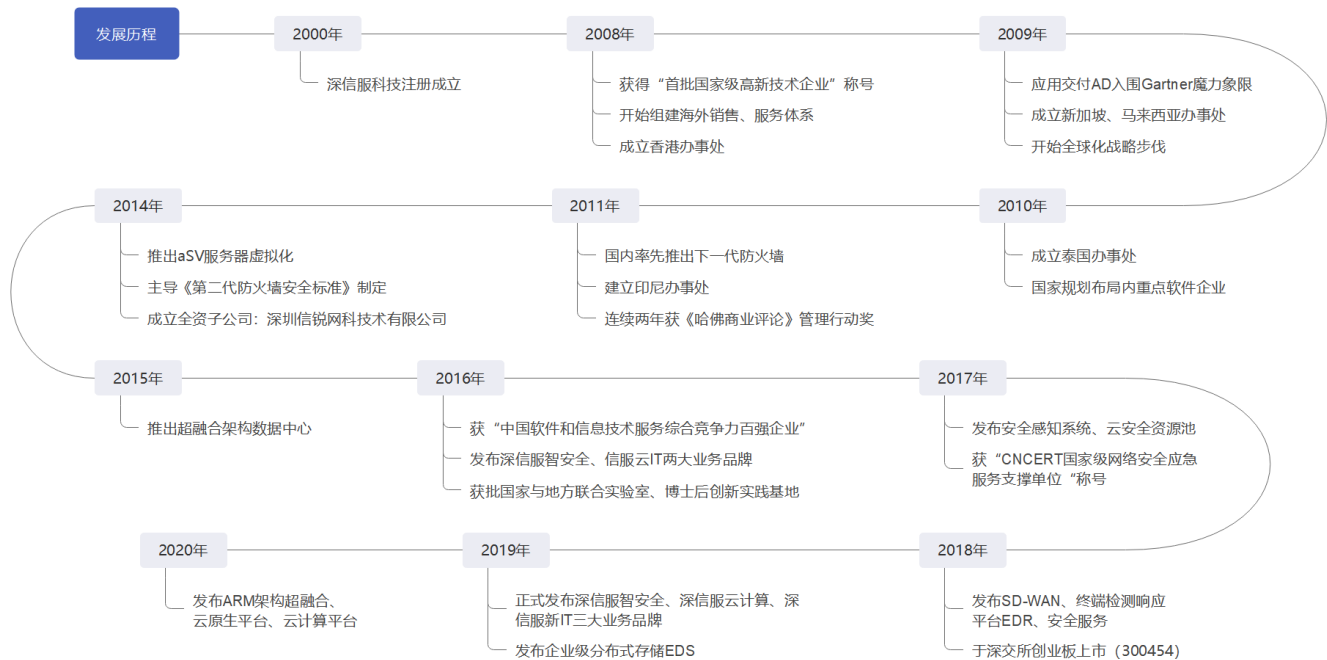 发展历程
2000年
深信服科技注册成立
2008年
获得“首批国家级高新技术企业”称号
开始组建海外销售、服务体系
成立香港办事处
2009年
应用交付AD入围Gartner魔力象限
成立新加坡、马来西亚办事处
开始全球化战略步伐
2010年
成立泰国办事处
国家规划布局内重点软件企业
2011年
国内率先推出下一代防火墙
建立印尼办事处
连续两年获《哈佛商业评论》管理行动奖
2014年
推出aSV服务器虚拟化
主导《第二代防火墙安全标准》制定
成立全资子公司：深圳信锐网科技术有限公司
2015年
推出超融合架构数据中心
2016年
获“中国软件和信息技术服务综合竞争力百强企业”
发布深信服智安全、信服云IT两大业务品牌
获批国家与地方联合实验室、博士后创新实践基地
2017年
发布安全感知系统、云安全资源池
获“CNCERT国家级网络安全应急
服务支撑单位“称号
2018年
发布SD-WAN、终端检测响应
平台EDR、安全服务
于深交所创业板上市（300454）
2019年
正式发布深信服智安全、深信服云计算、深
信服新IT三大业务品牌
发布企业级分布式存储EDS
2020年
发布ARM架构超融合、
云原生平台、云计算平台